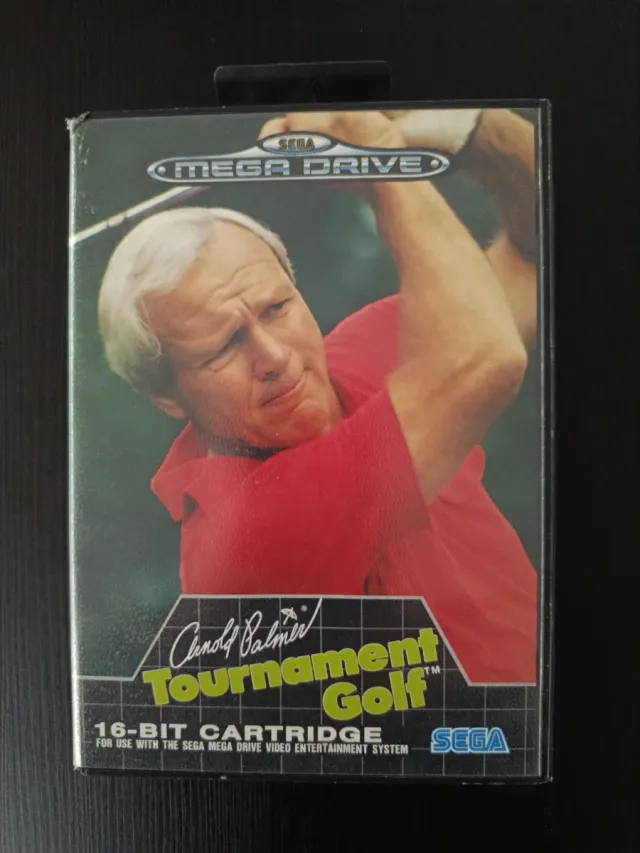 SEGA
MEGA DRIVE
Arnold Palmer ®
Tournament
Golf™
16-BIT CARTRIDGE
FOR USE WITH THE SEGA MEGA DRIVE VIDEO ENTERTAINMENT SYSTEM
SEGA